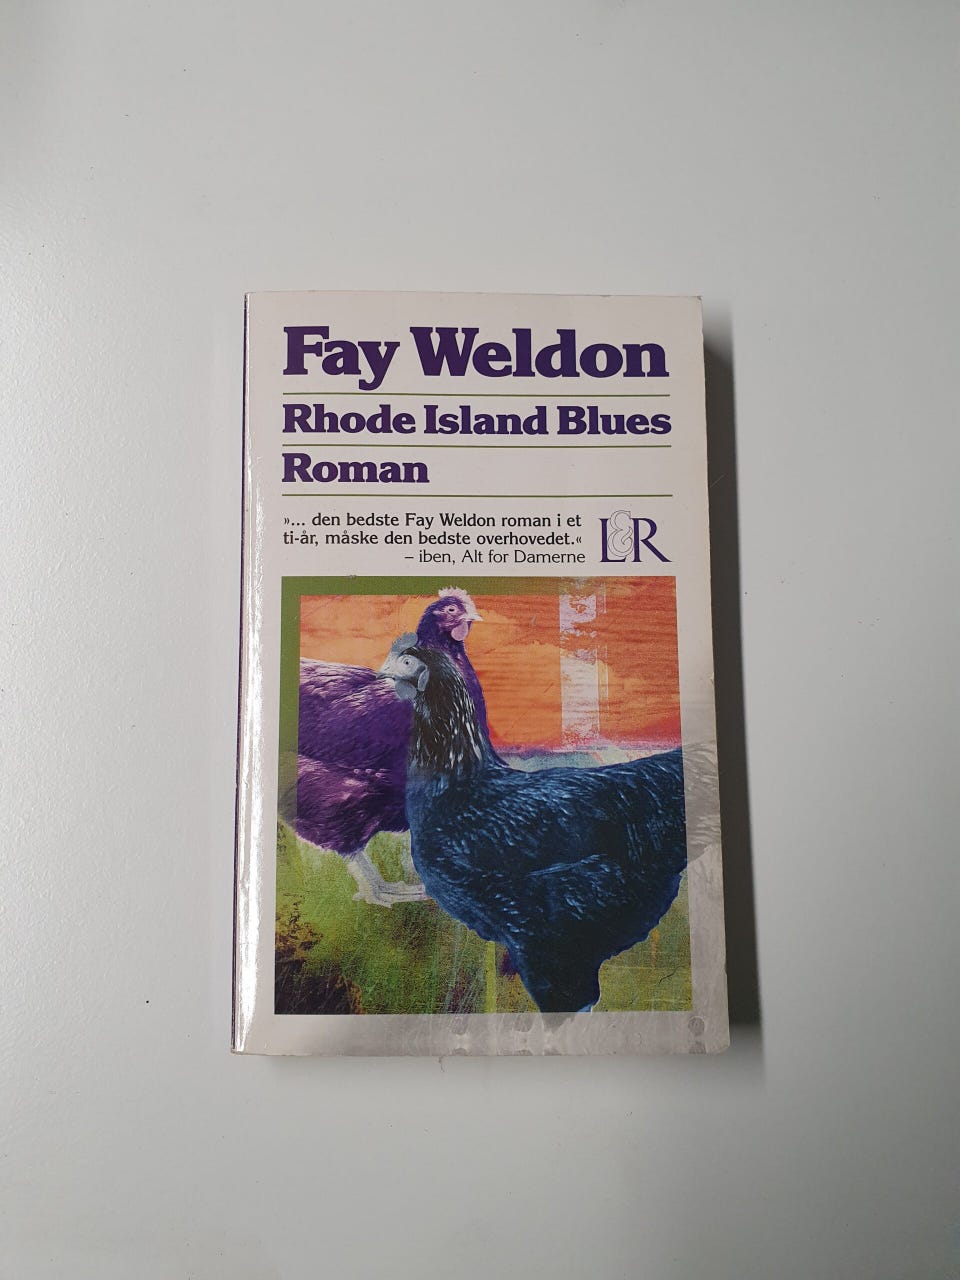 Fay Weldon
Rhode Island Blues
Roman
»... den bedste Fay Weldon roman i et
ti-år, måske den bedste overhovedet.«
– iben, Alt for Damerne
L&R